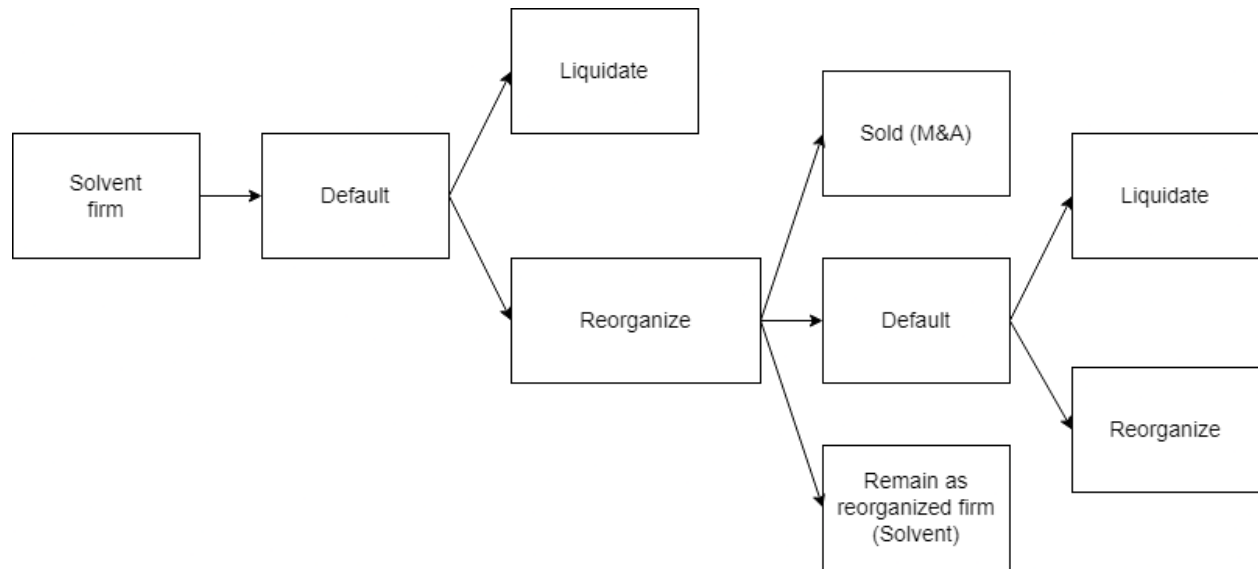 Solvent
firm
Default
Liquidate
Reorganize
Sold (M&A)
Default
Remain as
reorganized firm
(Solvent)
Liquidate
Reorganize